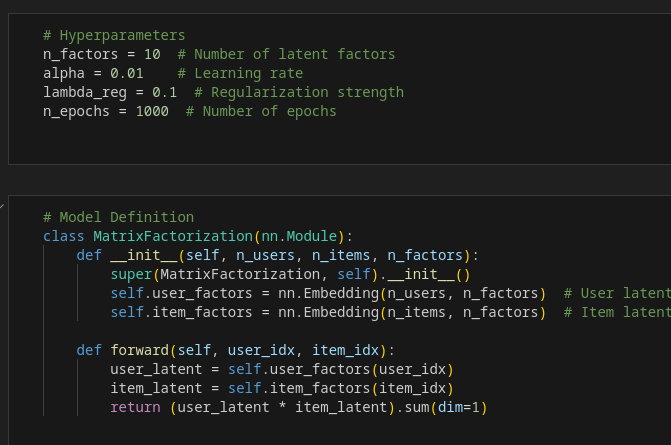 # Hyperparameters
n_factors = 10  # Number of latent factors
alpha = 0.01    # Learning rate
lambda_reg = 0.1  # Regularization strength
n_epochs = 1000  # Number of epochs
# Model Definition
class MatrixFactorization(nn.Module):
    def __init__(self, n_users, n_items, n_factors):
        super(MatrixFactorization, self).__init__()
        self.user_factors = nn.Embedding(n_users, n_factors)  # User latent
        self.item_factors = nn.Embedding(n_items, n_factors)  # Item latent
    def forward(self, user_idx, item_idx):
        user_latent = self.user_factors(user_idx)
        item_latent = self.item_factors(item_idx)
        return (user_latent * item_latent).sum(dim=1)